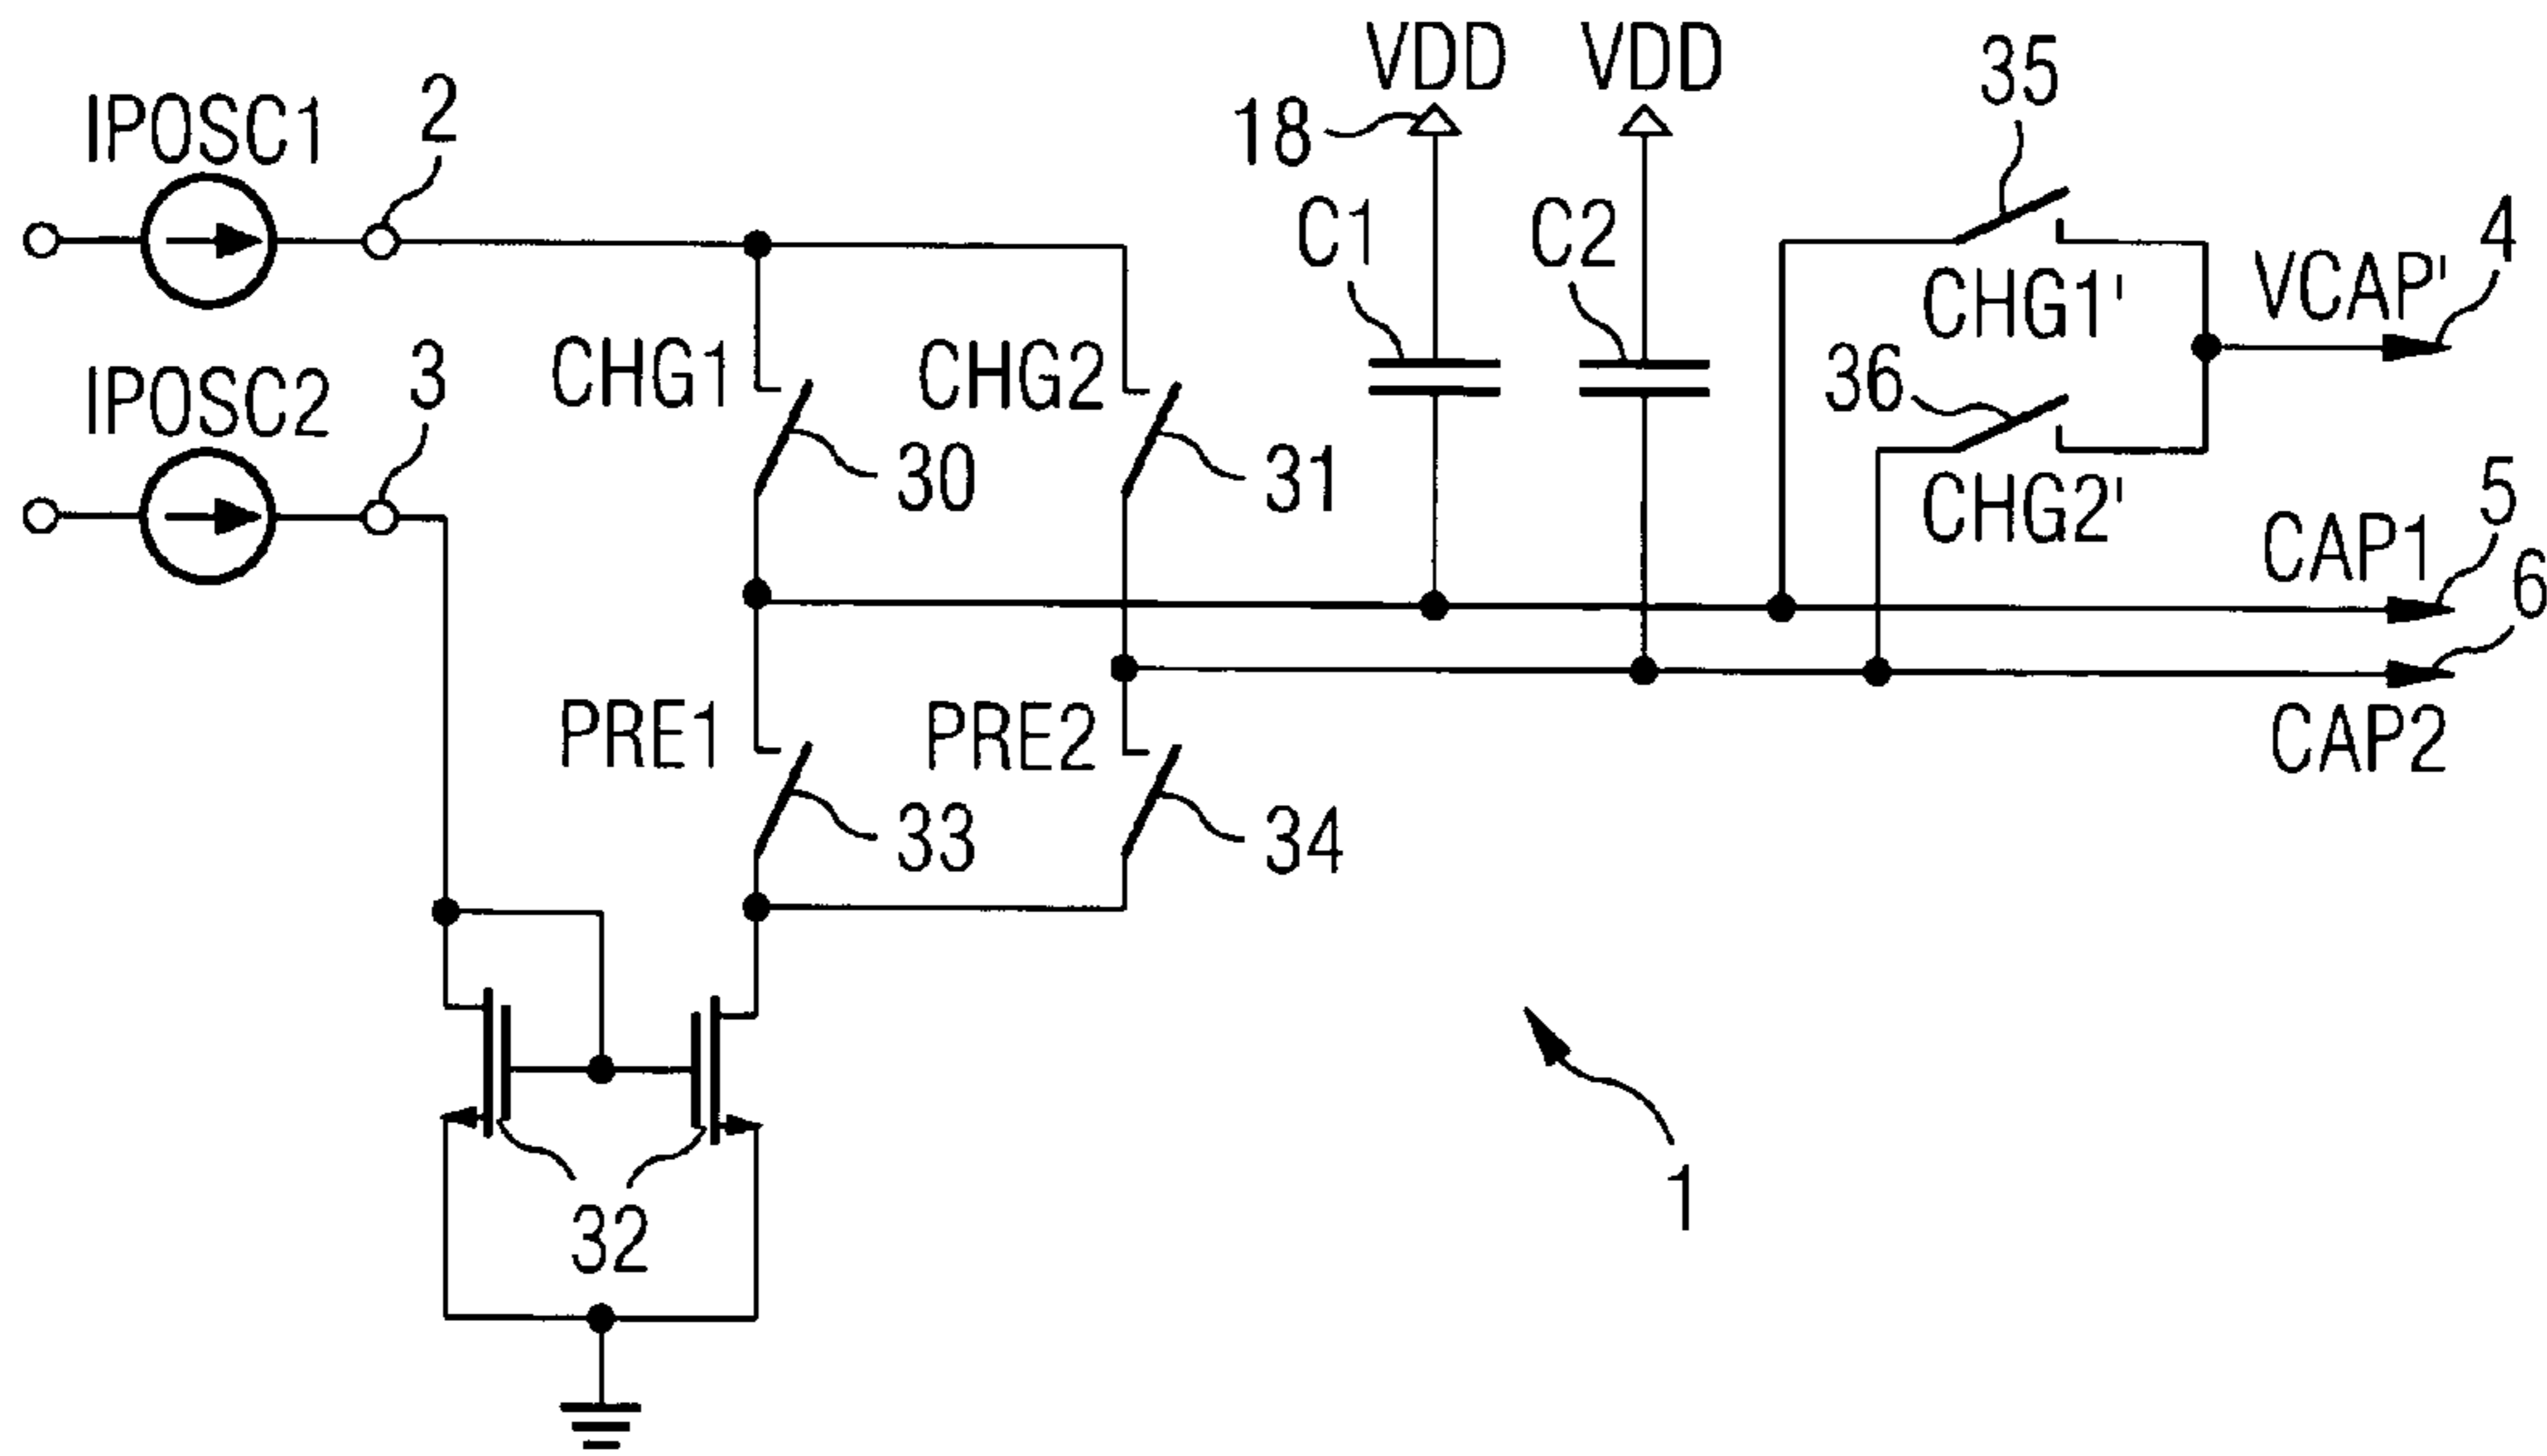 VDD
VDD
35
IPOSC1
2
18
C1
C2
4
VCAP'
CHG1'
IPOSC2
3
CHG1
CHG2
36
30
31
CHG2'
5
CAP1
6
PRE1
PRE2
CAP2
33
34
32
1